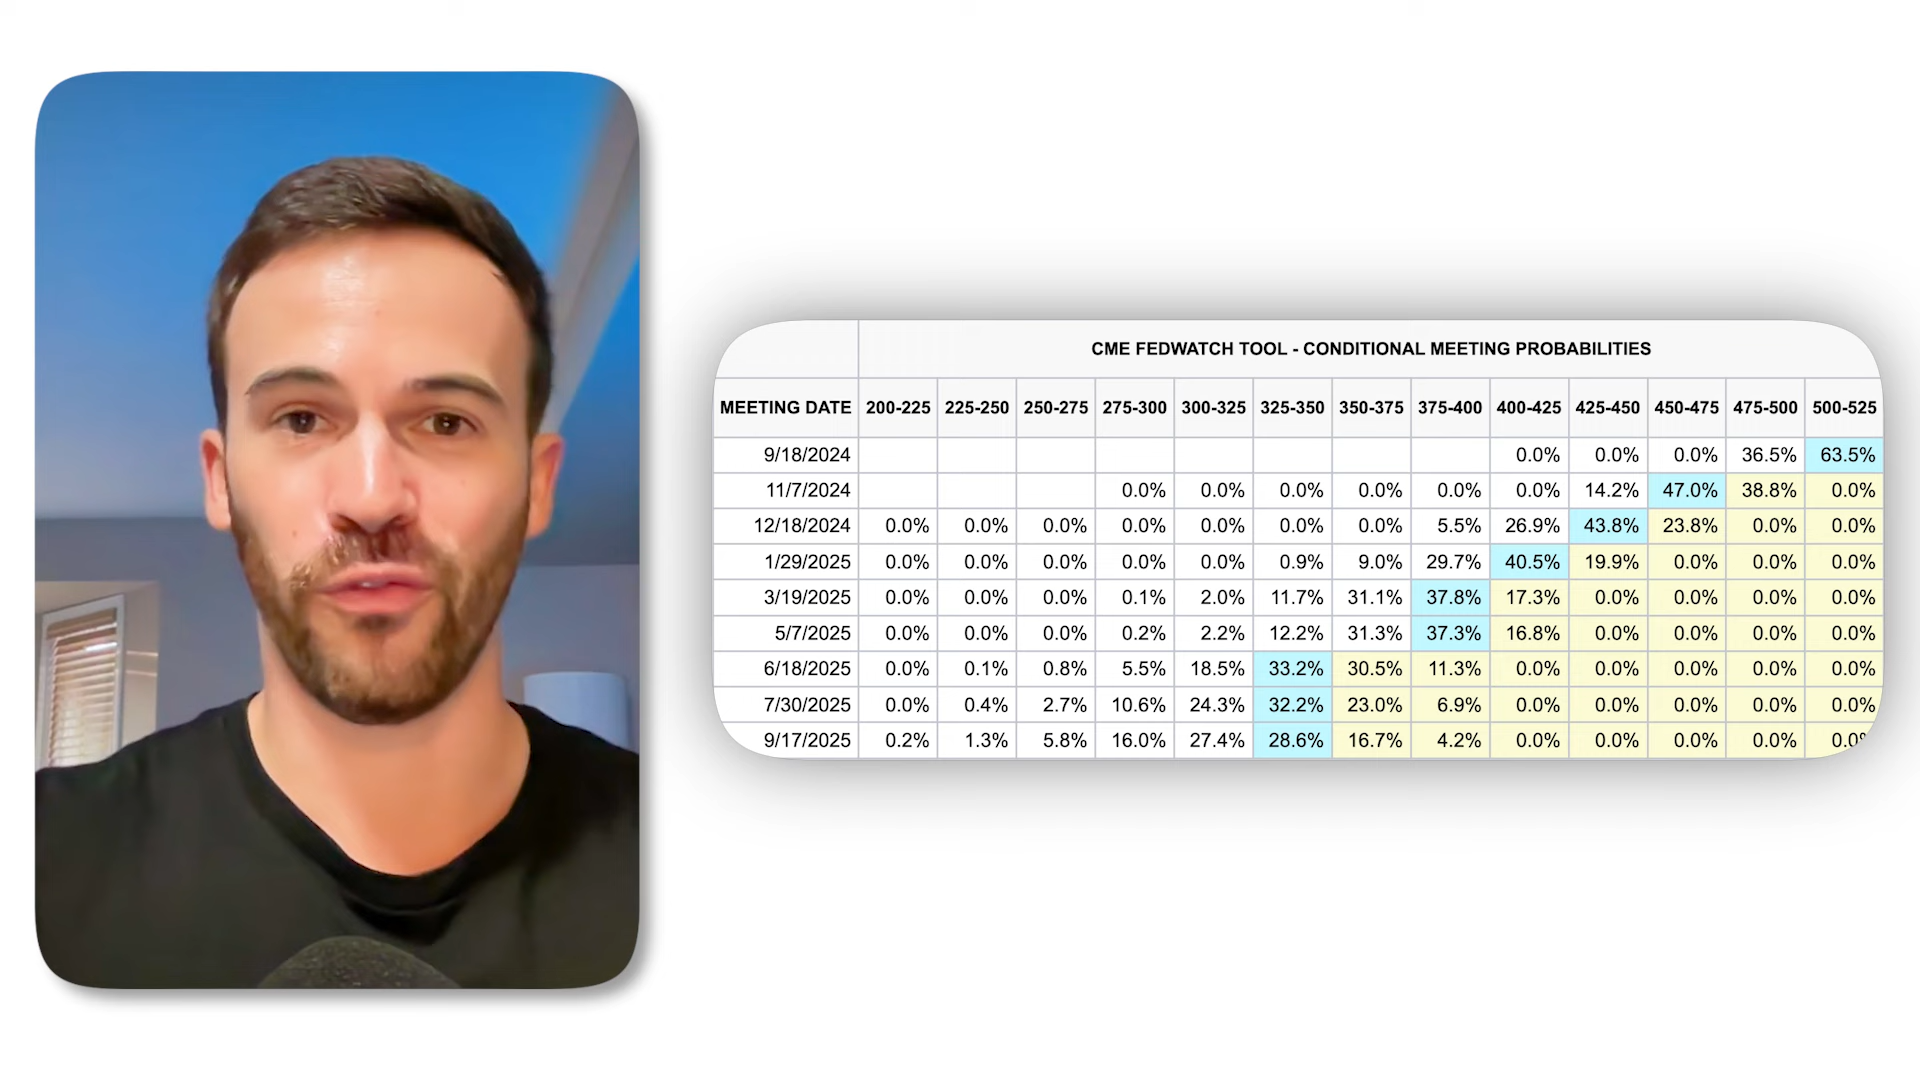 CME FEDWATCH TOOL - CONDITIONAL MEETING PROBABILITIES
MEETING DATE 200-225 225-250 250-275 275-300 300-325 325-350 350-375 375-400 400-425 425-450 450-475 475-500 500-525
9/18/2024 0.0% 0.0% 0.0% 36.5% 63.5%
11/7/2024 0.0% 0.0% 0.0% 0.0% 0.0% 0.0% 14.2% 47.0% 38.8% 0.0%
12/18/2024 0.0% 0.0% 0.0% 0.0% 0.0% 0.0% 0.0% 5.5% 26.9% 43.8% 23.8% 0.0% 0.0%
1/29/2025 0.0% 0.0% 0.0% 0.0% 0.0% 0.9% 9.0% 29.7% 40.5% 19.9% 0.0% 0.0% 0.0%
3/19/2025 0.0% 0.0% 0.0% 0.1% 2.0% 11.7% 31.1% 37.8% 17.3% 0.0% 0.0% 0.0% 0.0%
5/7/2025 0.0% 0.0% 0.0% 0.2% 2.2% 12.2% 31.3% 37.3% 16.8% 0.0% 0.0% 0.0% 0.0%
6/18/2025 0.0% 0.1% 0.8% 5.5% 18.5% 33.2% 30.5% 11.3% 0.0% 0.0% 0.0% 0.0% 0.0%
7/30/2025 0.0% 0.4% 2.7% 10.6% 24.3% 32.2% 23.0% 6.9% 0.0% 0.0% 0.0% 0.0% 0.0%
9/17/2025 0.2% 1.3% 5.8% 16.0% 27.4% 28.6% 16.7% 4.2% 0.0% 0.0% 0.0% 0.0% 0.0